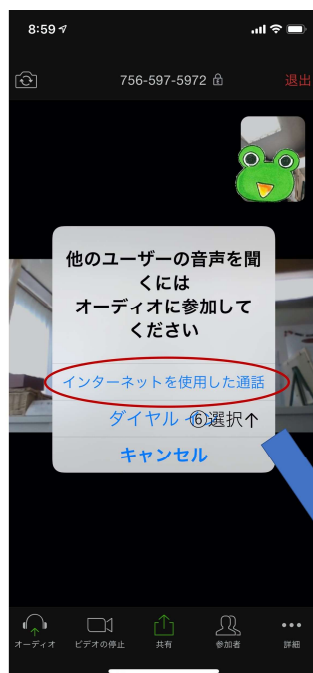 8:59
756-597-5972
退出
他のユーザーの音声を聞
くには
オーディオに参加して
ください
インターネットを使用した通話
ダイヤル
⑥選択↑
キャンセル
オーディオ
ビデオの停止
共有
参加者
詳細